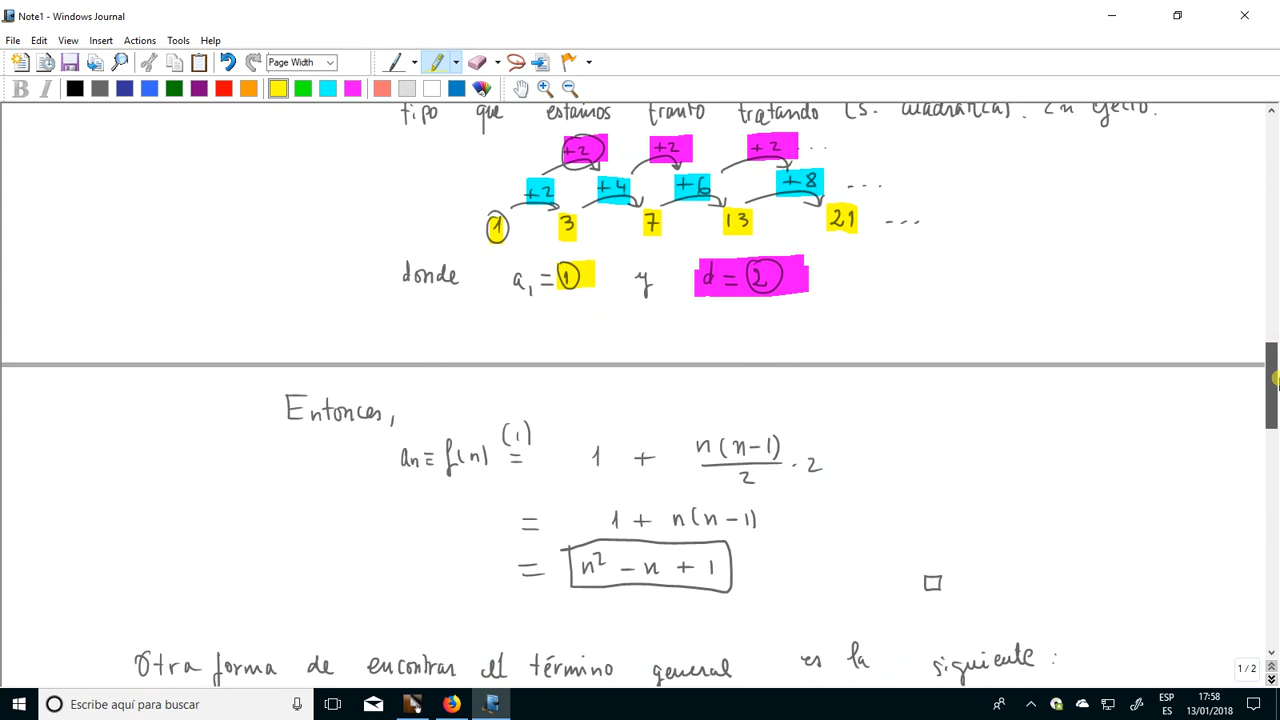 Note1 - Windows Journal
File Edit View Insert Actions Tools Help
Page Width
B I
tipo que estamos tratando (S. cuadrática). En efecto.
+2 +2 +2 ...
+2 +4 +6 +8 ...
1 3 7 13 21 ...
donde a₁ = 1 y d = 2
Entonces,
aₙ ≡ f(n) (1) = 1 + n(n-1)/2 · 2
= 1 + n(n-1)
= n² - n + 1
Otra forma de encontrar el término general es la siguiente:
1 / 2
Escribe aquí para buscar
ESP 17:58
ES 13/01/2018